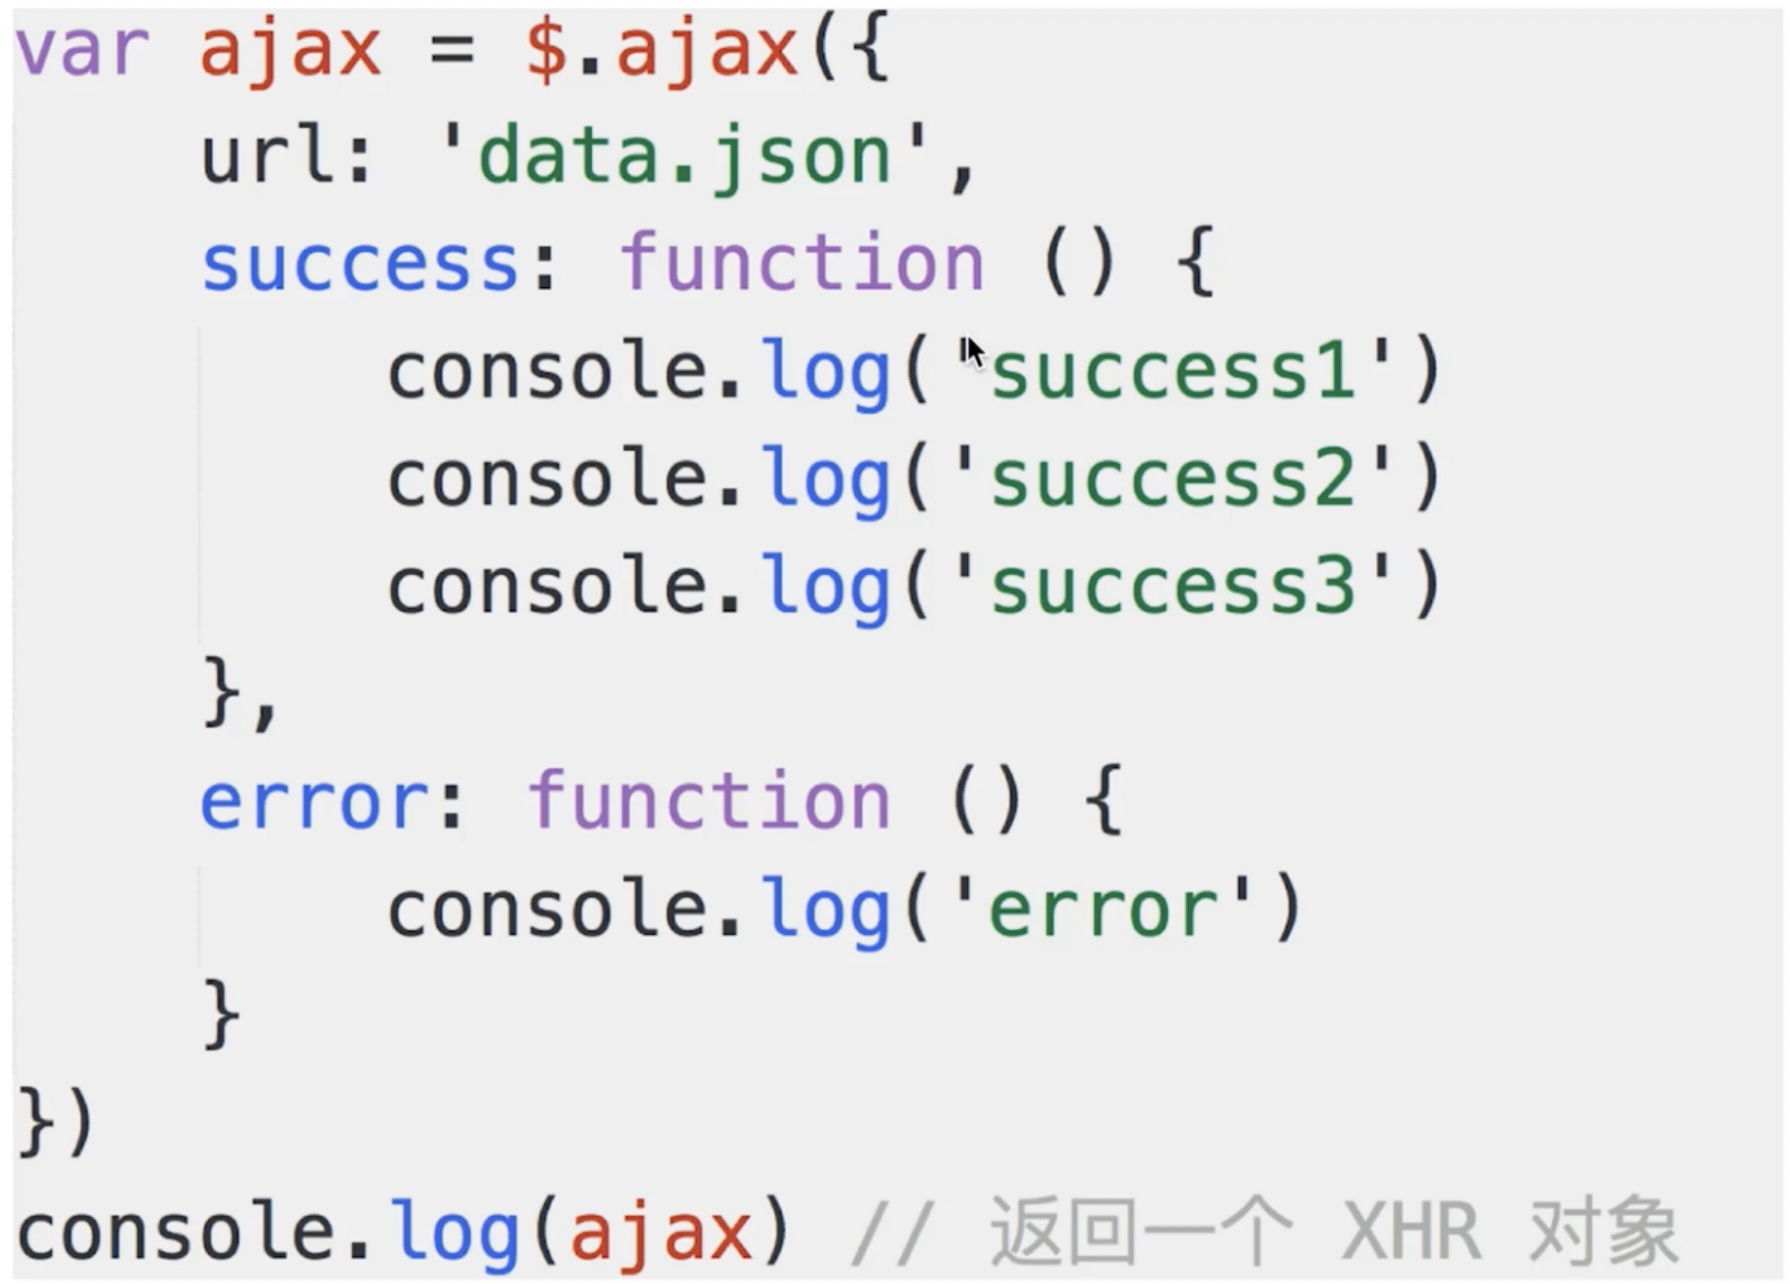 var ajax = $.ajax({
    url: 'data.json',
    success: function () {
        console.log('success1')
        console.log('success2')
        console.log('success3')
    },
    error: function () {
        console.log('error')
    }
})
console.log(ajax) // 返回一个 XHR 对象